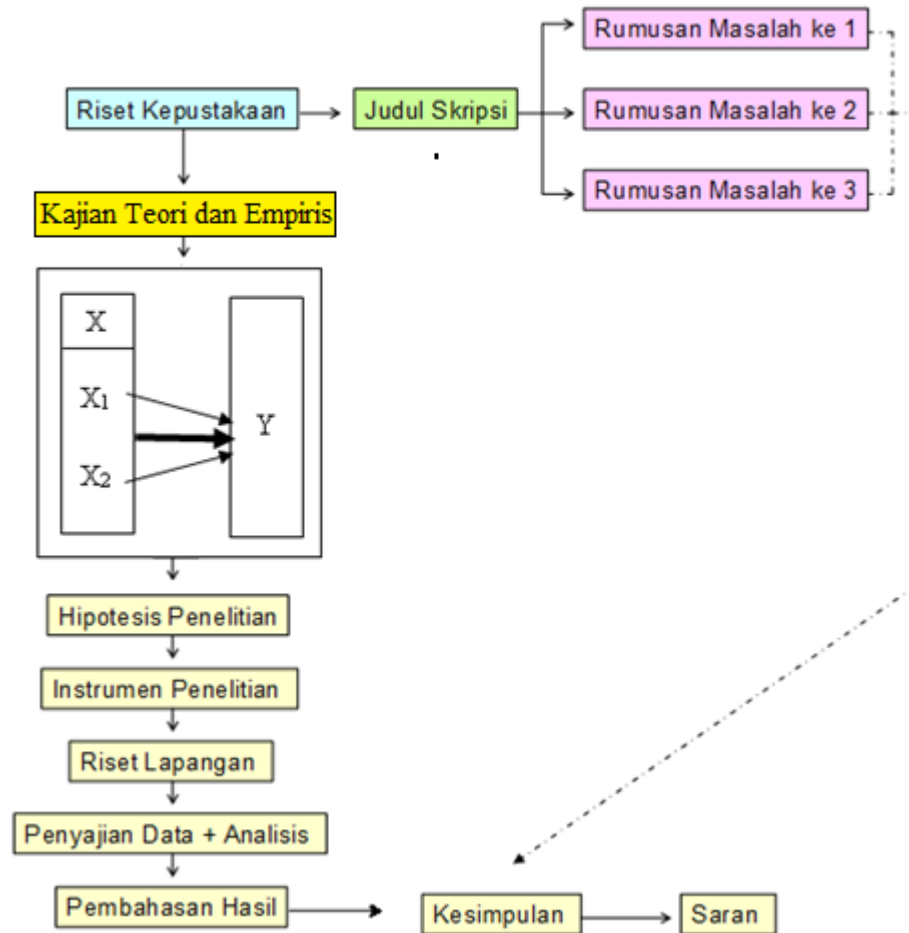 Rumusan Masalah ke 1
Riset Kepustakaan
Judul Skripsi
Rumusan Masalah ke 2
Rumusan Masalah ke 3
Kajian Teori dan Empiris
X
X1
Y
X2
Hipotesis Penelitian
Instrumen Penelitian
Riset Lapangan
Penyajian Data + Analisis
Pembahasan Hasil
Kesimpulan
Saran